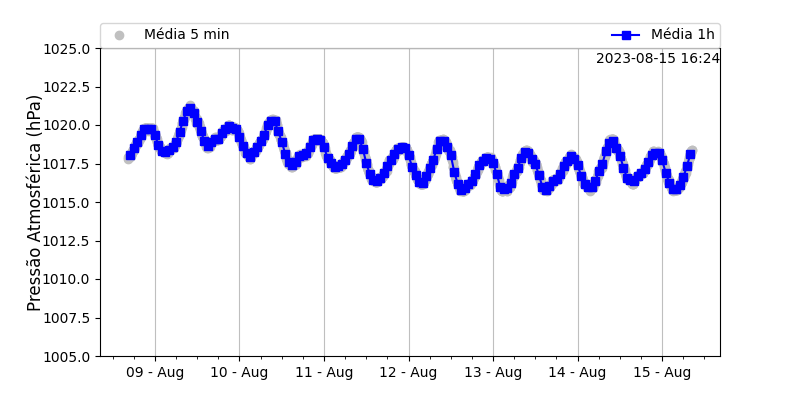 Média 5 min
Média 1h
2023-08-15 16:24
Pressão Atmosférica (hPa)
1025.0
1022.5
1020.0
1017.5
1015.0
1012.5
1010.0
1007.5
1005.0
09 - Aug
10 - Aug
11 - Aug
12 - Aug
13 - Aug
14 - Aug
15 - Aug